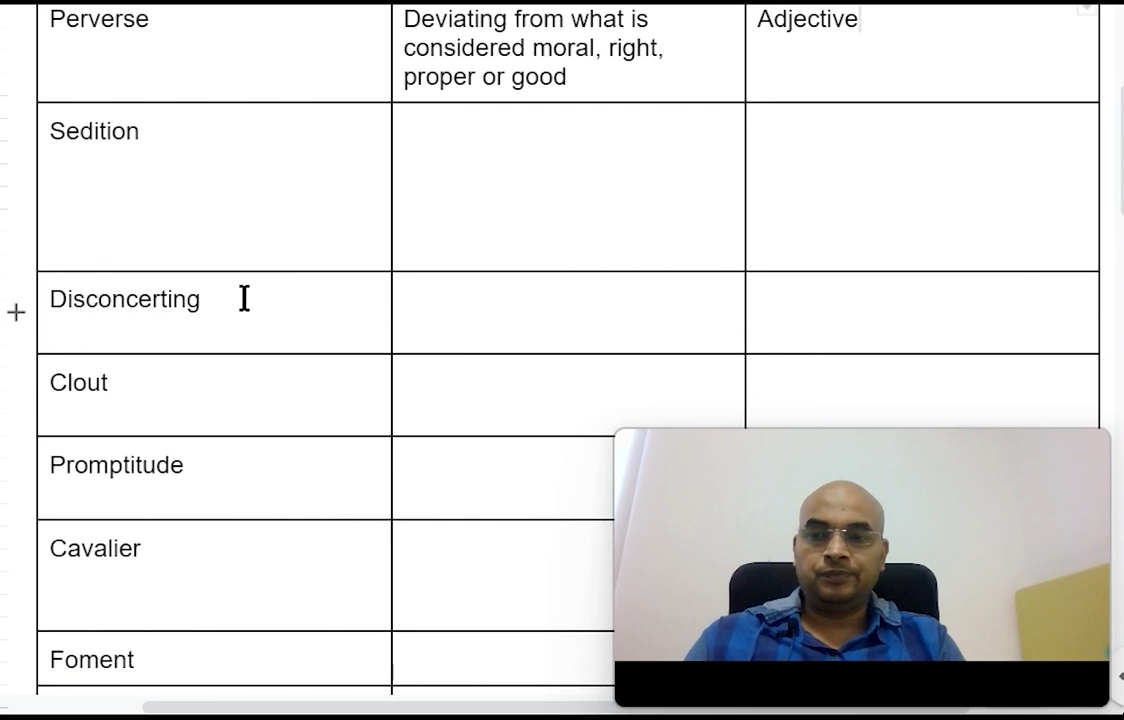 Perverse
Deviating from what is
considered moral, right,
proper or good
Adjective
Sedition
Disconcerting
Clout
Promptitude
Cavalier
Foment